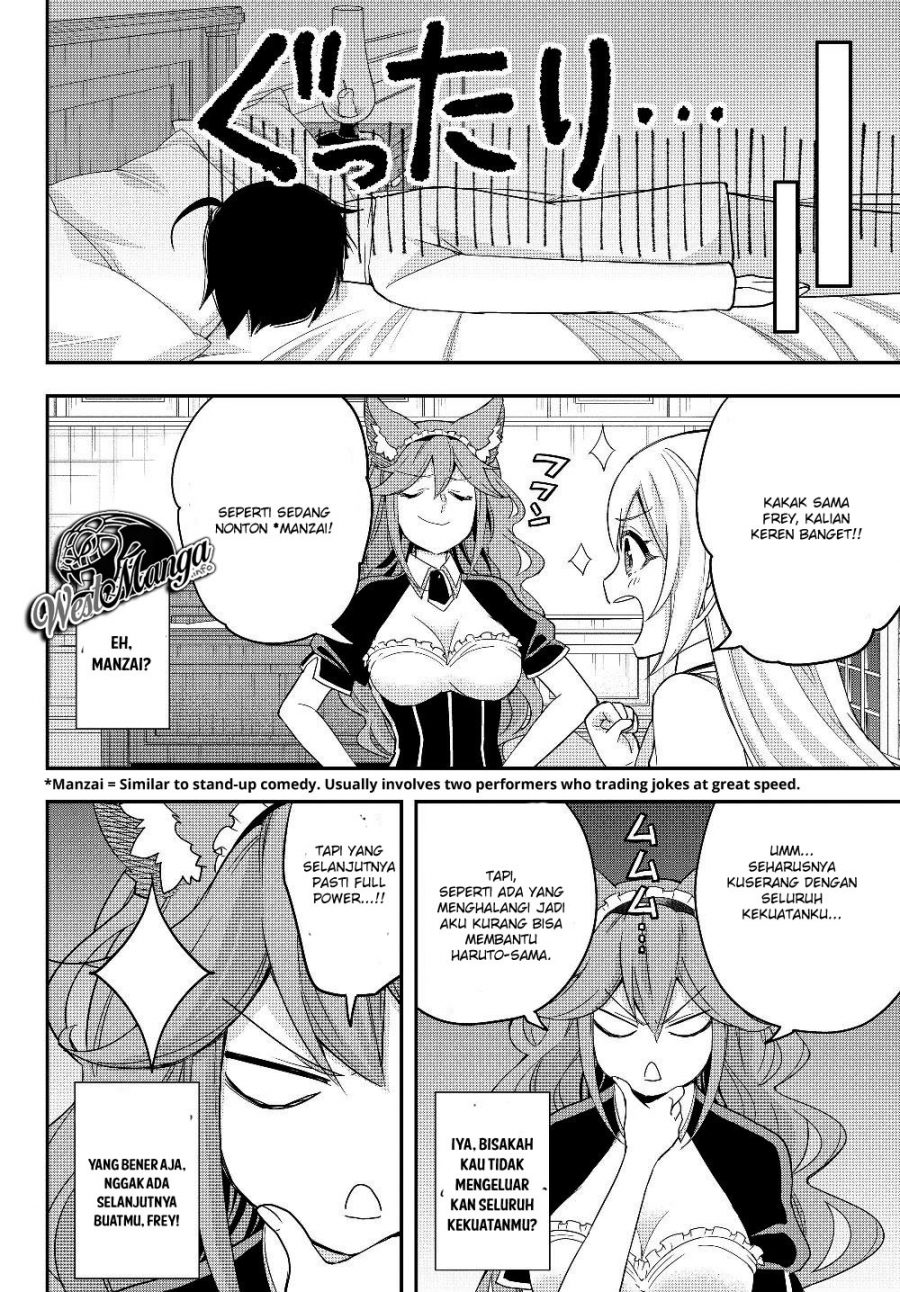 ぐったり…
KAKAK SAMA
FREY, KALIAN
KEREN BANGET!!
フフン
SEPERTI SEDANG
NONTON *MANZAI!
WestManga
.info
EH,
MANZAI?
*Manzai = Similar to stand-up comedy. Usually involves two performers who trading jokes at great speed.
UMM...
SEHARUSNYA
KUSERANG DENGAN
SELURUH
KEKUATANKU...
ムムム…
TAPI,
SEPERTI ADA YANG
MENGHALANGI JADI
AKU KURANG BISA
MEMBANTU
HARUTO-SAMA.
IYA, BISAKAH
KAU TIDAK
MENGELUAR
KAN SELURUH
KEKUATANMU?
TAPI YANG
SELANJUTNYA
PASTI FULL
POWER...!!
YANG BENER AJA,
NGGAK ADA
SELANJUTNYA
BUATMU, FREY!